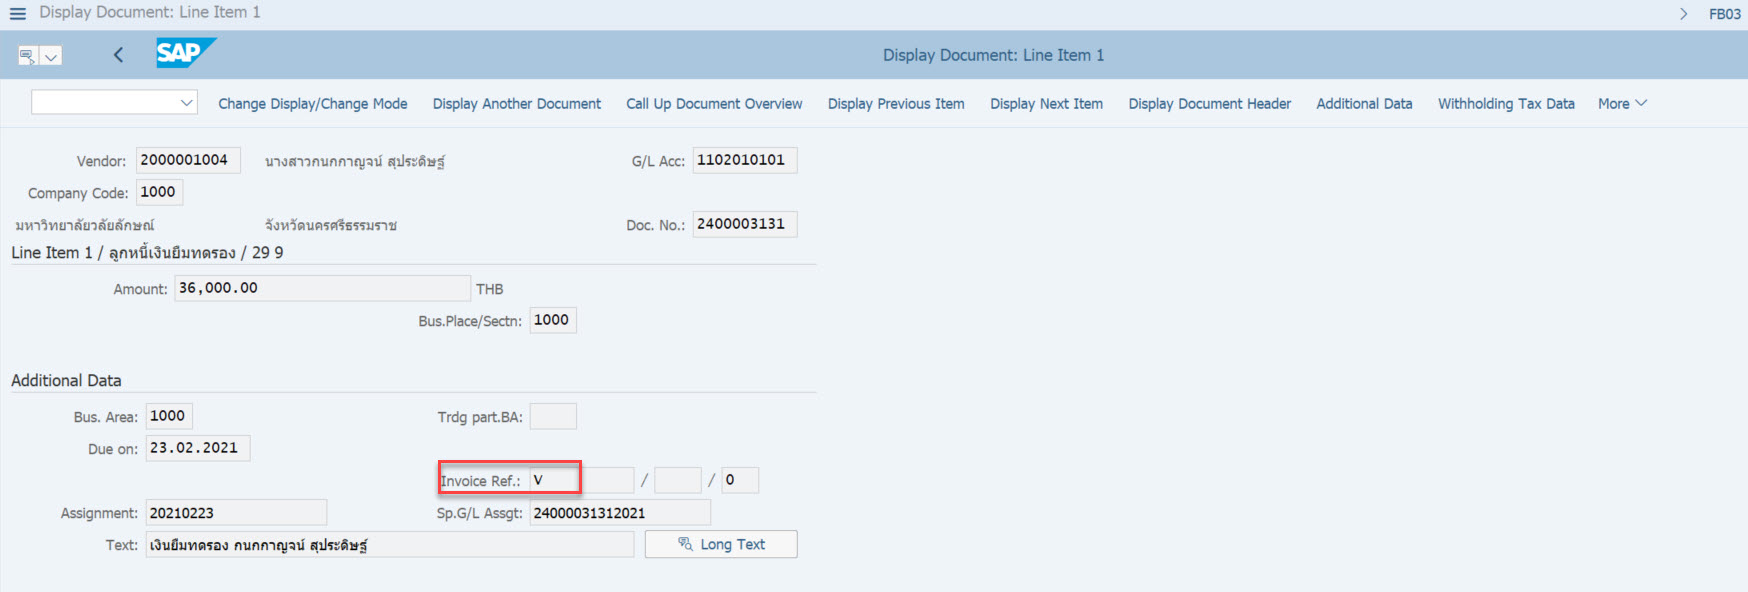 Display Document: Line Item 1
FB03
SAP
Display Document: Line Item 1
Change Display/Change Mode Display Another Document Call Up Document Overview Display Previous Item Display Next Item Display Document Header Additional Data Withholding Tax Data More
Vendor: 2000001004 นางสาวกนกกาญจน์ สุประดิษฐ์ G/L Acc: 1102010101
Company Code: 1000
มหาวิทยาลัยวลัยลักษณ์ จังหวัดนครศรีธรรมราช Doc. No.: 2400003131
Line Item 1 / ลูกหนี้เงินยืมทดรอง / 29 9
Amount: 36,000.00 THB
Bus.Place/Sectn: 1000
Additional Data
Bus. Area: 1000 Trdg part.BA:
Due on: 23.02.2021
Invoice Ref.: V / / 0
Assignment: 20210223 Sp.G/L Assgt: 24000031312021
Text: เงินยืมทดรอง กนกกาญจน์ สุประดิษฐ์ Long Text